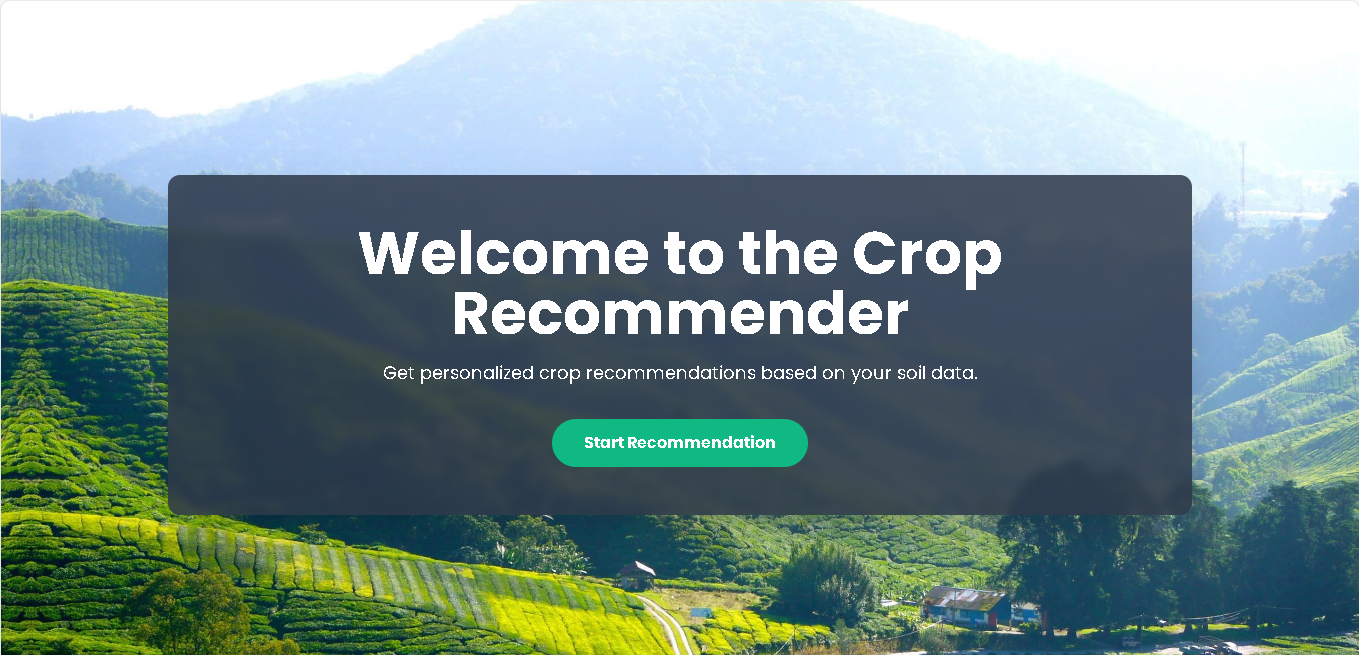 Welcome to the Crop
Recommender
Get personalized crop recommendations based on your soil data.
Start Recommendation